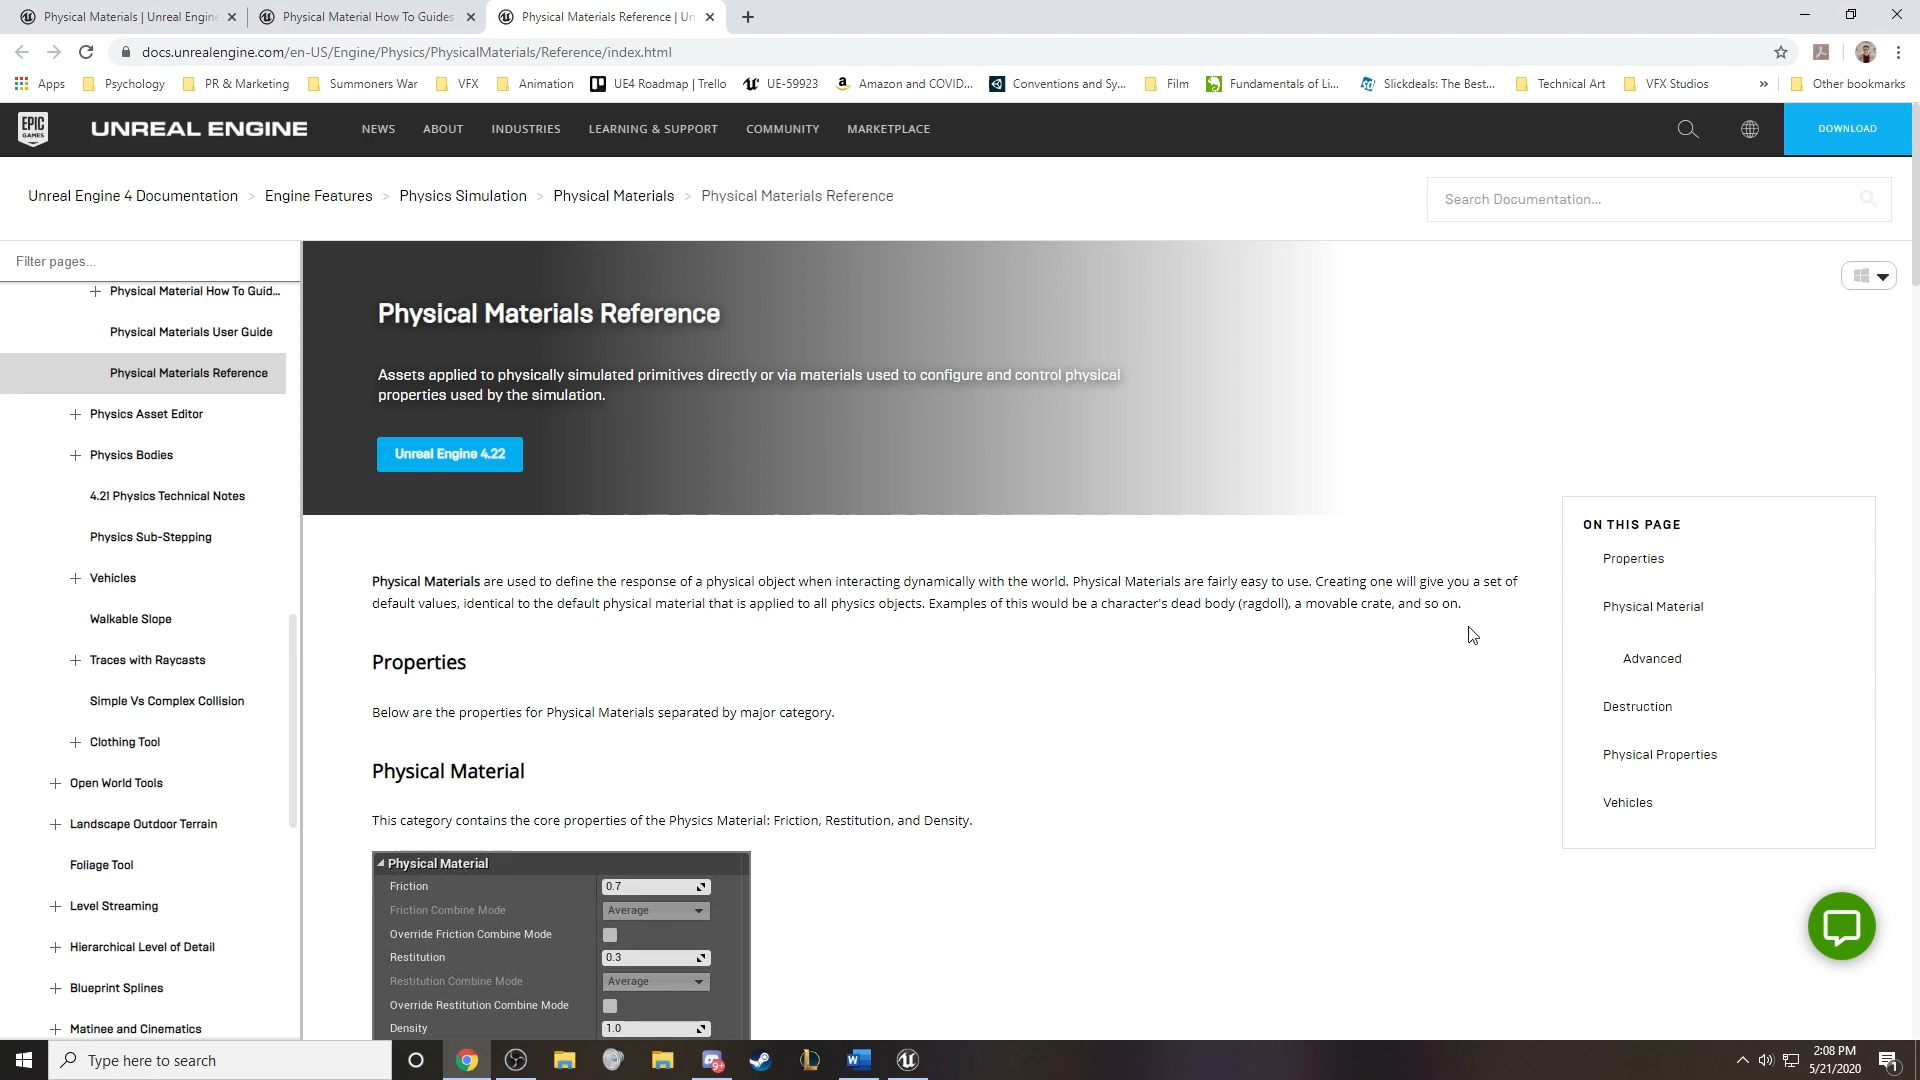 Physical Materials | Unreal Engine
Physical Material How To Guides
Physical Materials Reference | Un
docs.unrealengine.com/en-US/Engine/Physics/PhysicalMaterials/Reference/index.html
Apps
Psychology
PR & Marketing
Summoners War
VFX
Animation
UE4 Roadmap | Trello
UE-59923
Amazon and COVID...
Conventions and Sy...
Film
Fundamentals of Li...
Slickdeals: The Best...
Technical Art
VFX Studios
»
Other bookmarks
EPIC
GAMES
UNREAL ENGINE
NEWS
ABOUT
INDUSTRIES
LEARNING & SUPPORT
COMMUNITY
MARKETPLACE
DOWNLOAD
Unreal Engine 4 Documentation > Engine Features > Physics Simulation > Physical Materials > Physical Materials Reference
Search Documentation...
Filter pages...
Physical Material How To Guid...
Physical Materials User Guide
Physical Materials Reference
Physics Asset Editor
Physics Bodies
4.21 Physics Technical Notes
Physics Sub-Stepping
Vehicles
Walkable Slope
Traces with Raycasts
Simple Vs Complex Collision
Clothing Tool
Open World Tools
Landscape Outdoor Terrain
Foliage Tool
Level Streaming
Hierarchical Level of Detail
Blueprint Splines
Matinee and Cinematics
Physical Materials Reference
Assets applied to physically simulated primitives directly or via materials used to configure and control physical
properties used by the simulation.
Unreal Engine 4.22
Physical Materials are used to define the response of a physical object when interacting dynamically with the world. Physical Materials are fairly easy to use. Creating one will give you a set of
default values, identical to the default physical material that is applied to all physics objects. Examples of this would be a character's dead body (ragdoll), a movable crate, and so on.
Properties
Below are the properties for Physical Materials separated by major category.
Physical Material
This category contains the core properties of the Physics Material: Friction, Restitution, and Density.
Physical Material
Friction 0.7
Friction Combine Mode Average
Override Friction Combine Mode
Restitution 0.3
Restitution Combine Mode Average
Override Restitution Combine Mode
Density 1.0
ON THIS PAGE
Properties
Physical Material
Advanced
Destruction
Physical Properties
Vehicles
Type here to search
9+
2:08 PM
5/21/2020
1